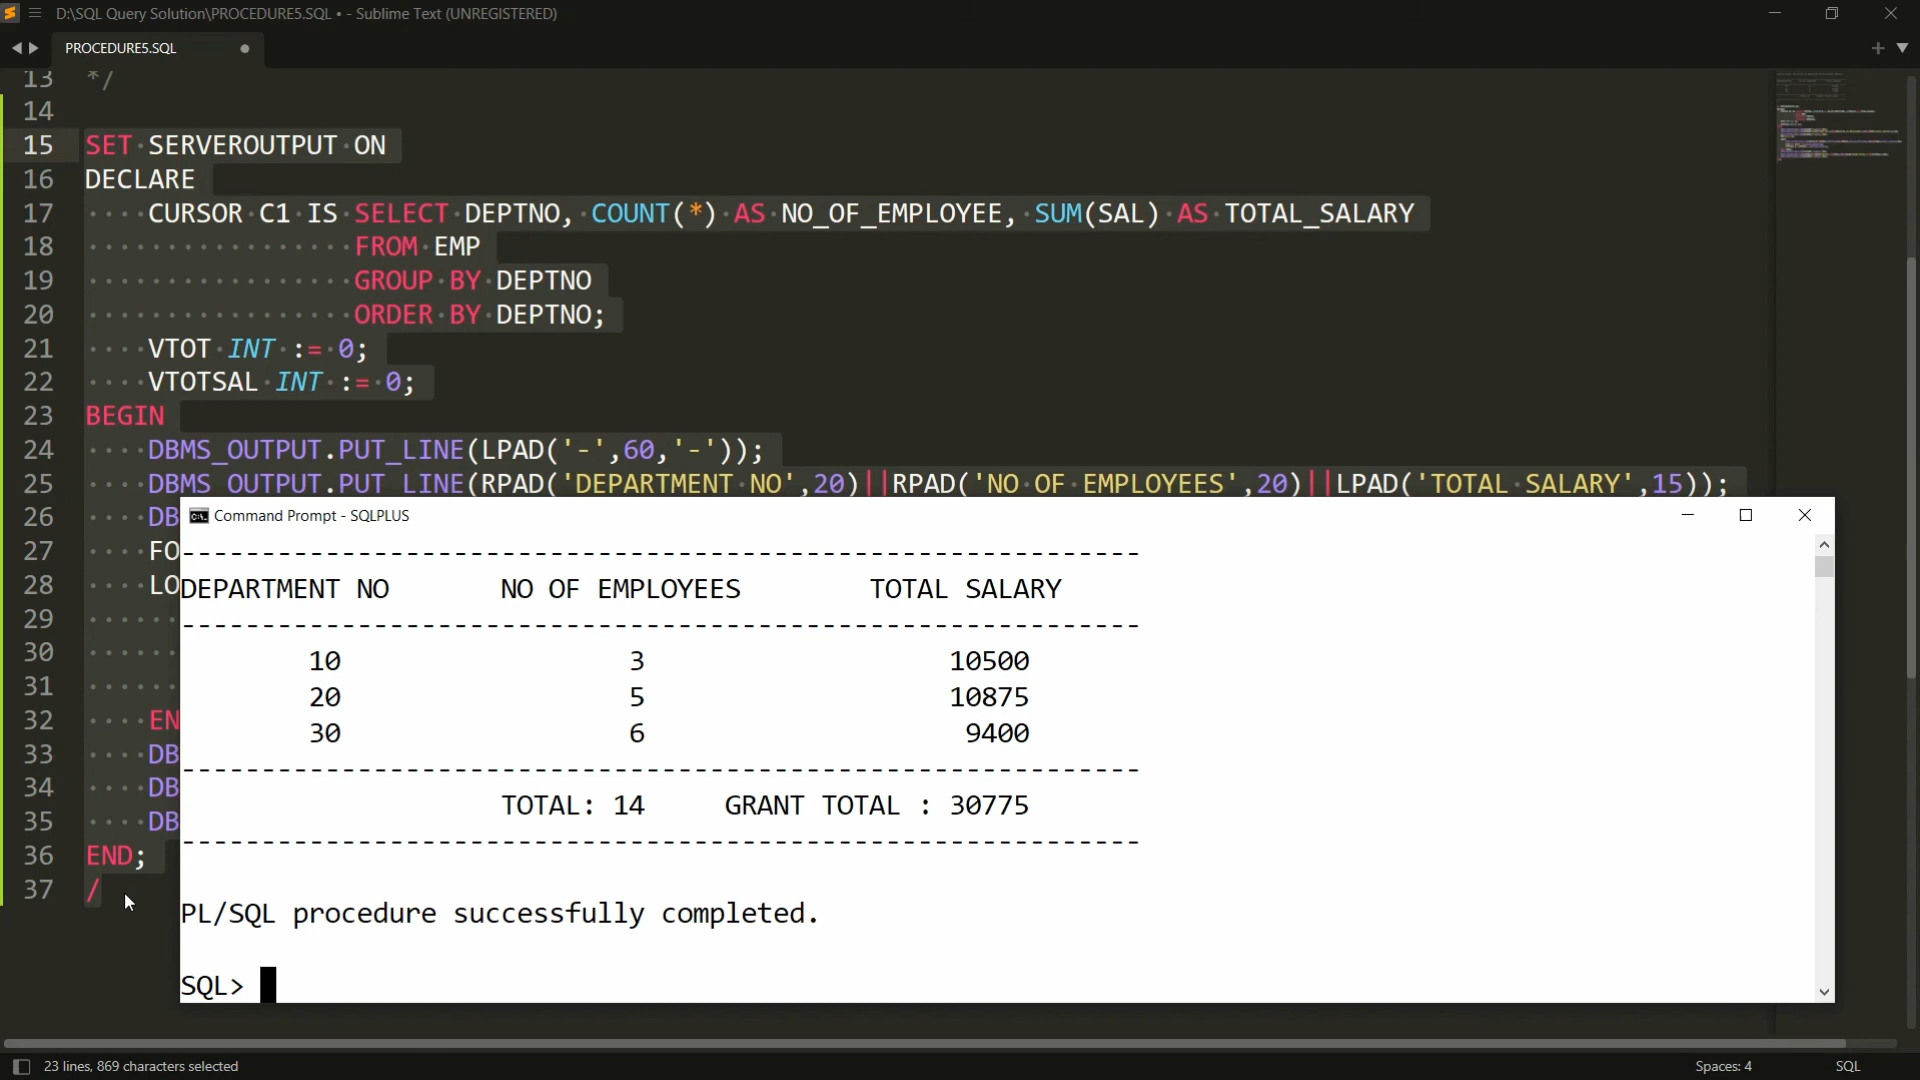 D:\SQL Query Solution\PROCEDURE5.SQL • - Sublime Text (UNREGISTERED)
PROCEDURE5.SQL
13 */
14
15 SET SERVEROUTPUT ON
16 DECLARE
17 CURSOR C1 IS SELECT DEPTNO, COUNT(*) AS NO_OF_EMPLOYEE, SUM(SAL) AS TOTAL_SALARY
18 FROM EMP
19 GROUP BY DEPTNO
20 ORDER BY DEPTNO;
21 VTOT INT := 0;
22 VTOTSAL INT := 0;
23 BEGIN
24 DBMS_OUTPUT.PUT_LINE(LPAD('-',60,'-'));
25 DBMS_OUTPUT.PUT_LINE(RPAD('DEPARTMENT NO',20)||RPAD('NO OF EMPLOYEES',20)||LPAD('TOTAL SALARY',15));
26 DB
27 FO
28 LO
29
30
31
32 EN
33 DB
34 DB
35 DB
36 END;
37 /
Command Prompt - SQLPLUS
------------------------------------------------------------
DEPARTMENT NO NO OF EMPLOYEES TOTAL SALARY
------------------------------------------------------------
10 3 10500
20 5 10875
30 6 9400
------------------------------------------------------------
TOTAL: 14 GRANT TOTAL : 30775
------------------------------------------------------------
PL/SQL procedure successfully completed.
SQL>
23 lines, 869 characters selected
Spaces: 4
SQL